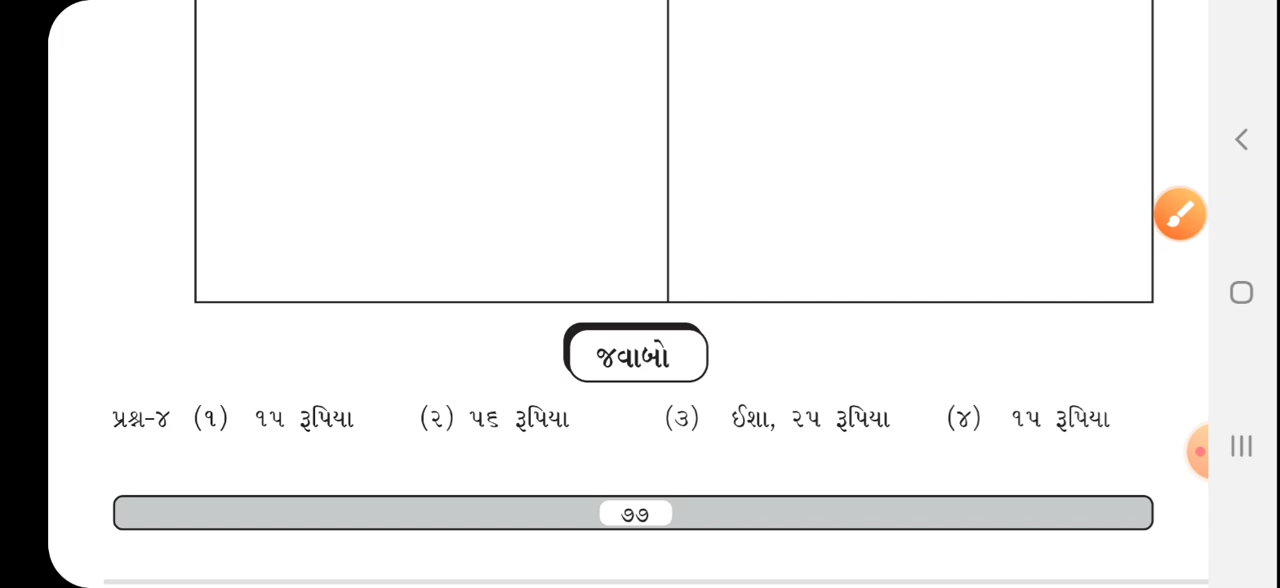 જવાબો
પ્રશ્ન-૪ (૧) ૧૫ રૂપિયા (૨) ૫૬ રૂપિયા (૩) ઈશા, ૨૫ રૂપિયા (૪) ૧૫ રૂપિયા
૭૭